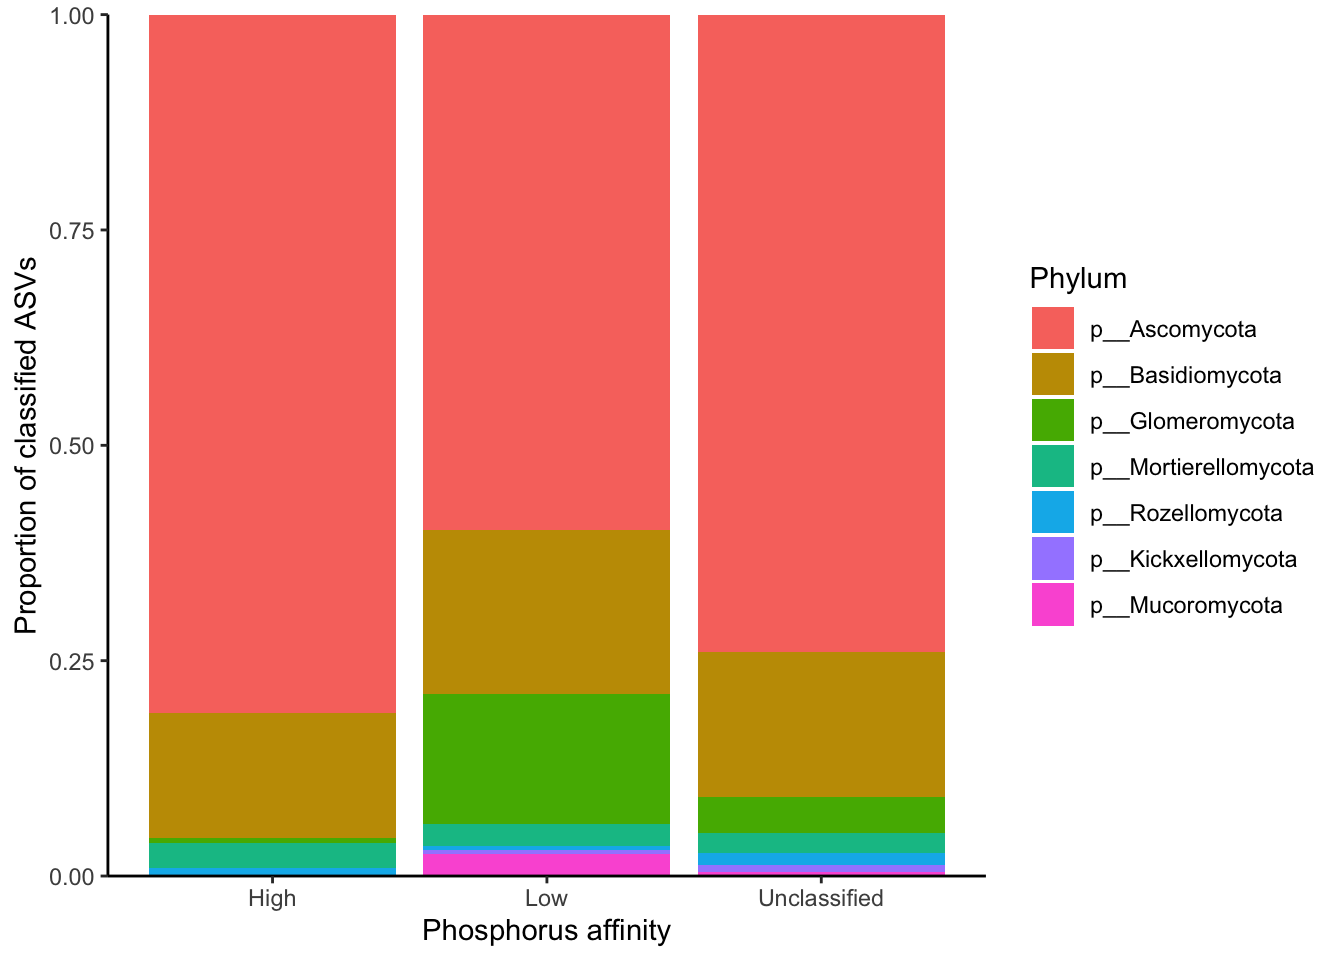 1.00
0.75
0.50
0.25
0.00
Proportion of classified ASVs
High
Low
Unclassified
Phosphorus affinity
Phylum
p__Ascomycota
p__Basidiomycota
p__Glomeromycota
p__Mortierellomycota
p__Rozellomycota
p__Kickxellomycota
p__Mucoromycota